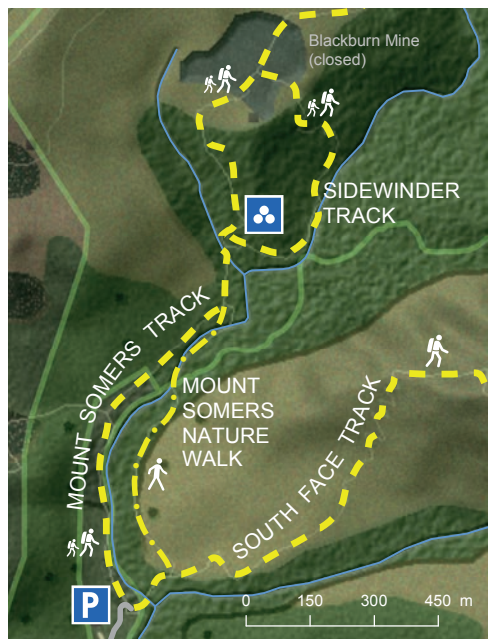 Blackburn Mine
(closed)
SIDEWINDER
TRACK
MOUNT SOMERS TRACK
MOUNT
SOMERS
NATURE
WALK
SOUTH FACE TRACK
P
0 150 300 450 m